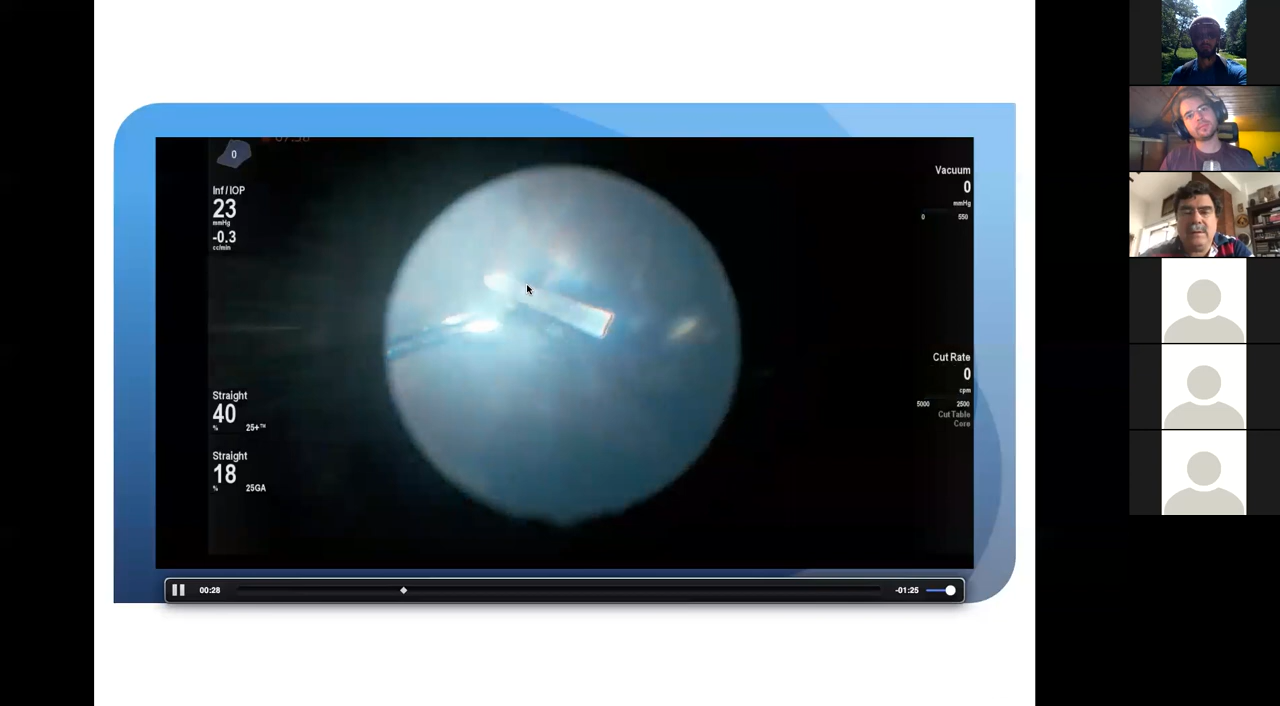 0
Inf / IOP
23
mmHg
-0.3
cc/min
Straight
40
% 25+™
Straight
18
% 25GA
Vacuum
0
mmHg
0 550
Cut Rate
0
cpm
5000 2500
Cut Table
Core
00:28
-01:25